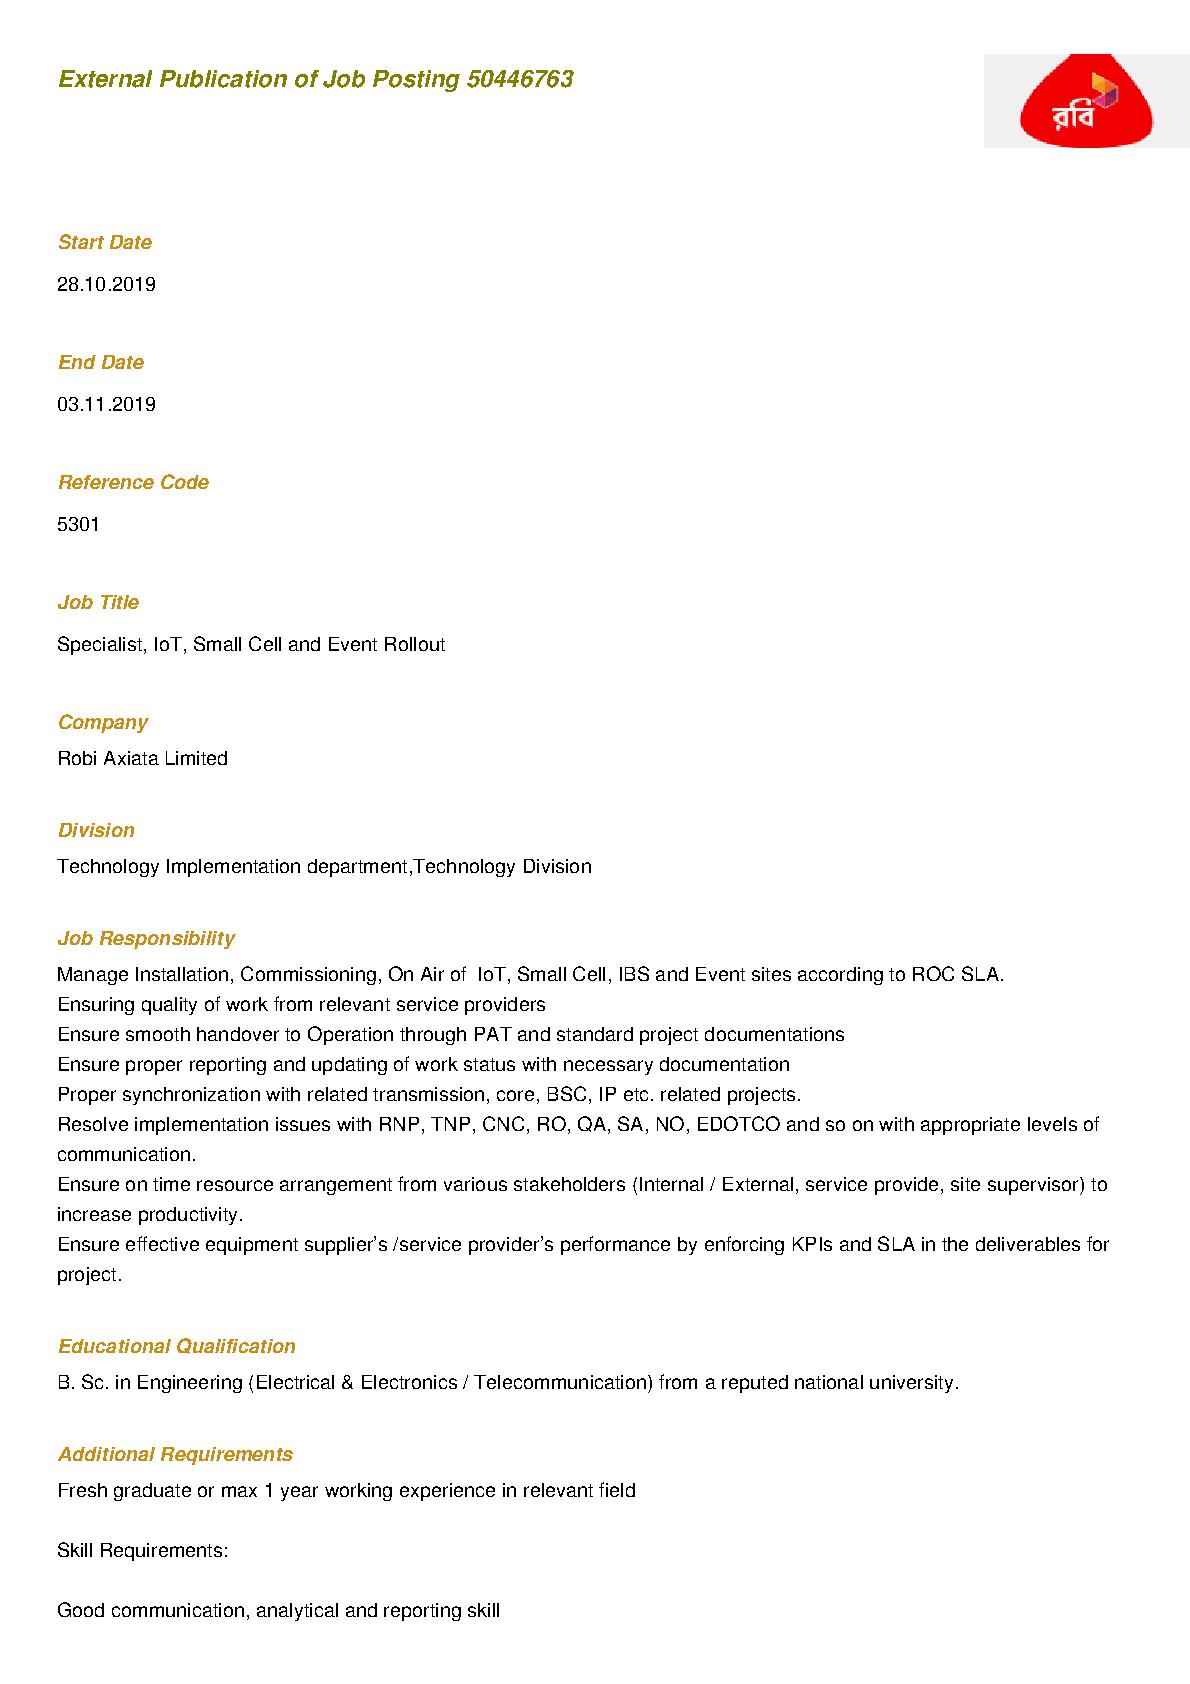 External Publication of Job Posting 50446763
রবি
Start Date
28.10.2019
End Date
03.11.2019
Reference Code
5301
Job Title
Specialist, IoT, Small Cell and Event Rollout
Company
Robi Axiata Limited
Division
Technology Implementation department,Technology Division
Job Responsibility
Manage Installation, Commissioning, On Air of  IoT, Small Cell, IBS and Event sites according to ROC SLA.
Ensuring quality of work from relevant service providers
Ensure smooth handover to Operation through PAT and standard project documentations
Ensure proper reporting and updating of work status with necessary documentation
Proper synchronization with related transmission, core, BSC, IP etc. related projects.
Resolve implementation issues with RNP, TNP, CNC, RO, QA, SA, NO, EDOTCO and so on with appropriate levels of
communication.
Ensure on time resource arrangement from various stakeholders (Internal / External, service provide, site supervisor) to
increase productivity.
Ensure effective equipment supplier’s /service provider’s performance by enforcing KPIs and SLA in the deliverables for
project.
Educational Qualification
B. Sc. in Engineering (Electrical & Electronics / Telecommunication) from a reputed national university.
Additional Requirements
Fresh graduate or max 1 year working experience in relevant field
Skill Requirements:
Good communication, analytical and reporting skill